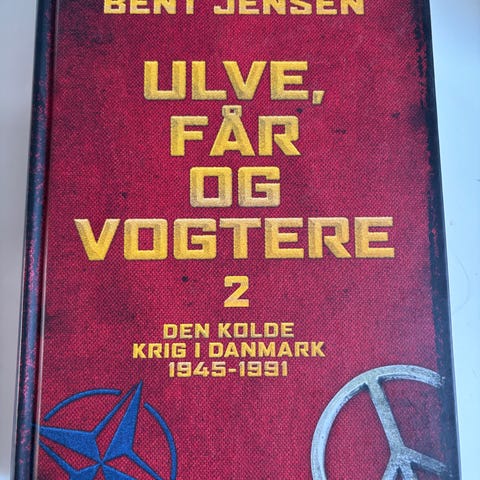 BENT JENSEN
ULVE,
FÅR
OG
VOGTERE
2
DEN KOLDE
KRIG I DANMARK
1945-1991